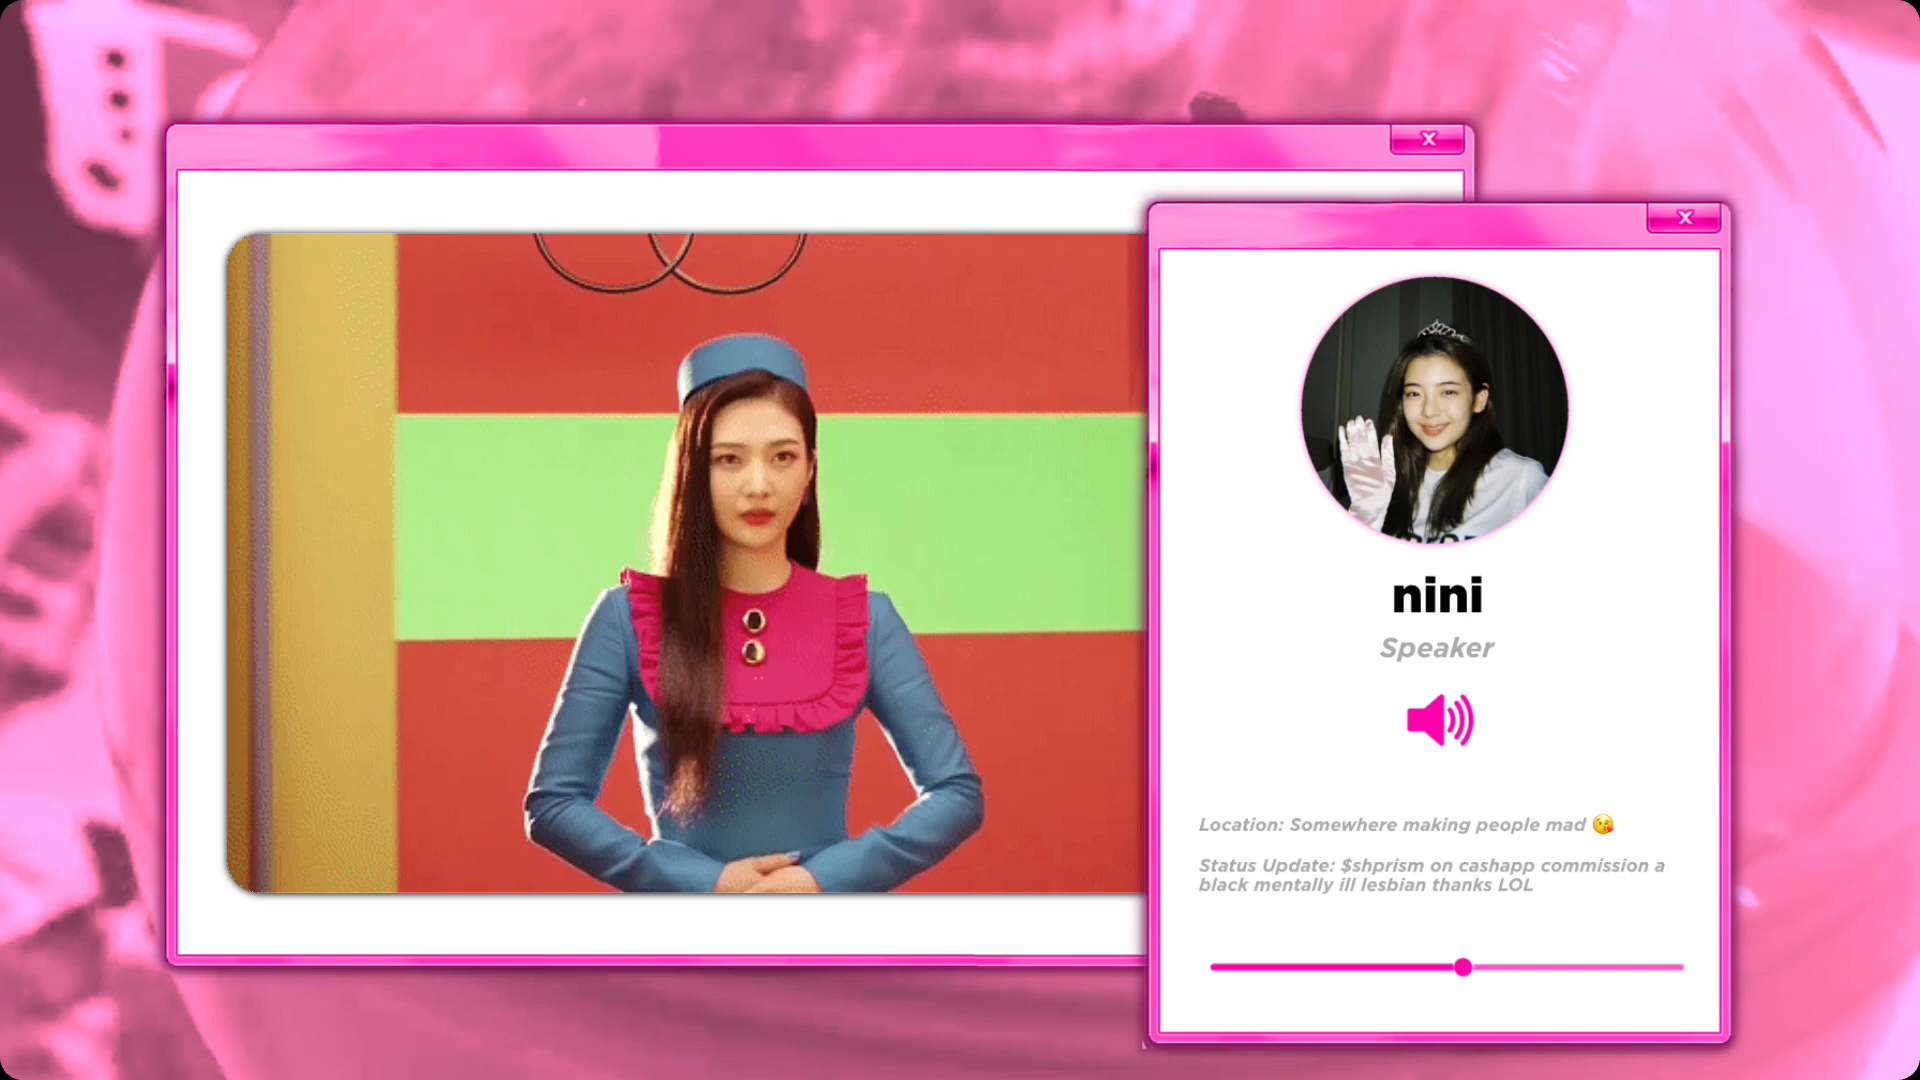 x
x
nini
Speaker
Location: Somewhere making people mad 😘
Status Update: $shprism on cashapp commission a
black mentally ill lesbian thanks LOL